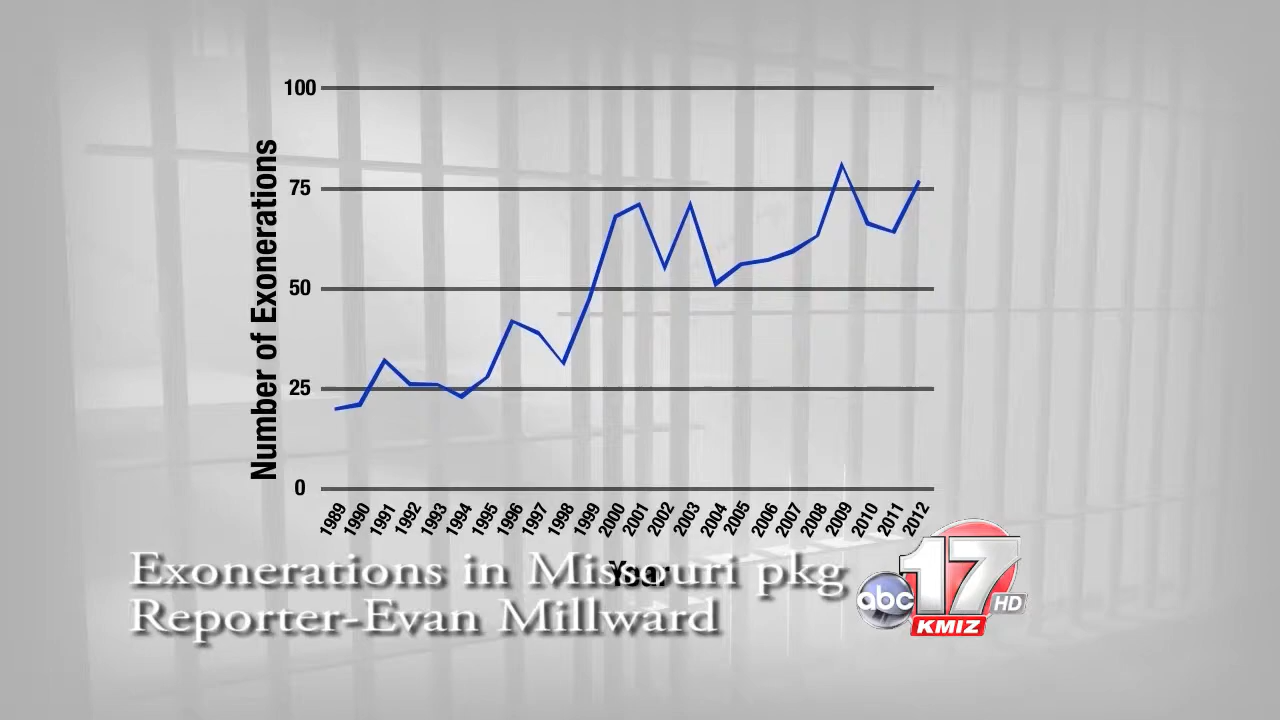 100
75
50
25
0
Number of Exonerations
1989 1990 1991 1992 1993 1994 1995 1996 1997 1998 1999 2000 2001 2002 2003 2004 2005 2006 2007 2008 2009 2010 2011 2012
Year
Exonerations in Missouri pkg
Reporter-Evan Millward
abc 17 HD
KMIZ